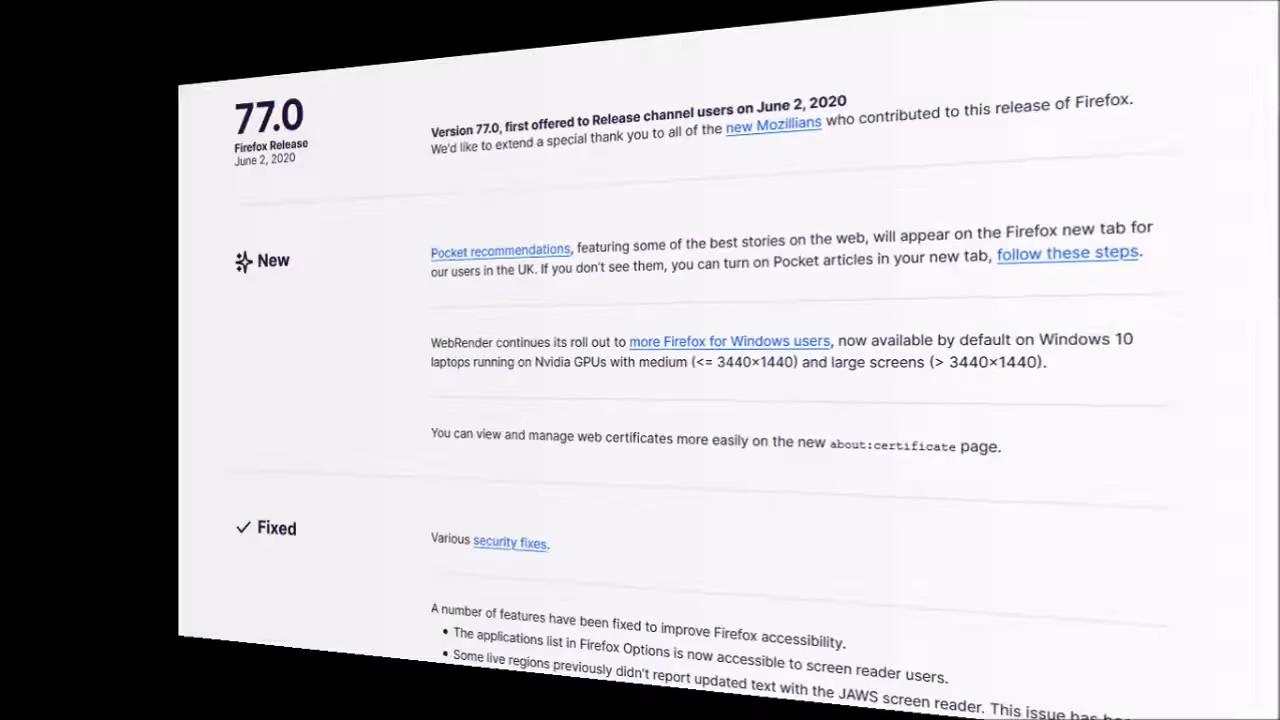 77.0
Firefox Release
June 2, 2020
Version 77.0, first offered to Release channel users on June 2, 2020
We'd like to extend a special thank you to all of the new Mozillians who contributed to this release of Firefox.
New
Pocket recommendations, featuring some of the best stories on the web, will appear on the Firefox new tab for
our users in the UK. If you don't see them, you can turn on Pocket articles in your new tab, follow these steps.
WebRender continues its roll out to more Firefox for Windows users, now available by default on Windows 10
laptops running on Nvidia GPUs with medium (<= 3440x1440) and large screens (> 3440x1440).
You can view and manage web certificates more easily on the new about:certificate page.
Fixed
Various security fixes.
A number of features have been fixed to improve Firefox accessibility.
• The applications list in Firefox Options is now accessible to screen reader users.
• Some live regions previously didn't report updated text with the JAWS screen reader. This issue has